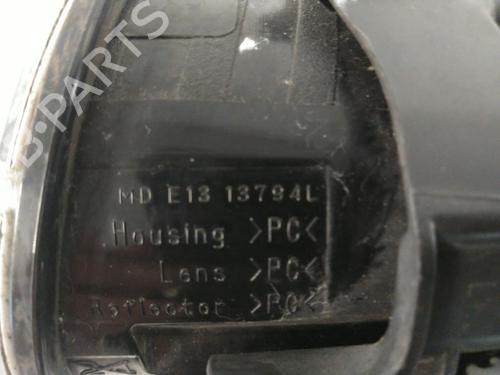 B-PARTS
MD E13 13794L
Housing >PC<
Lens >PC<
Reflector >PC<